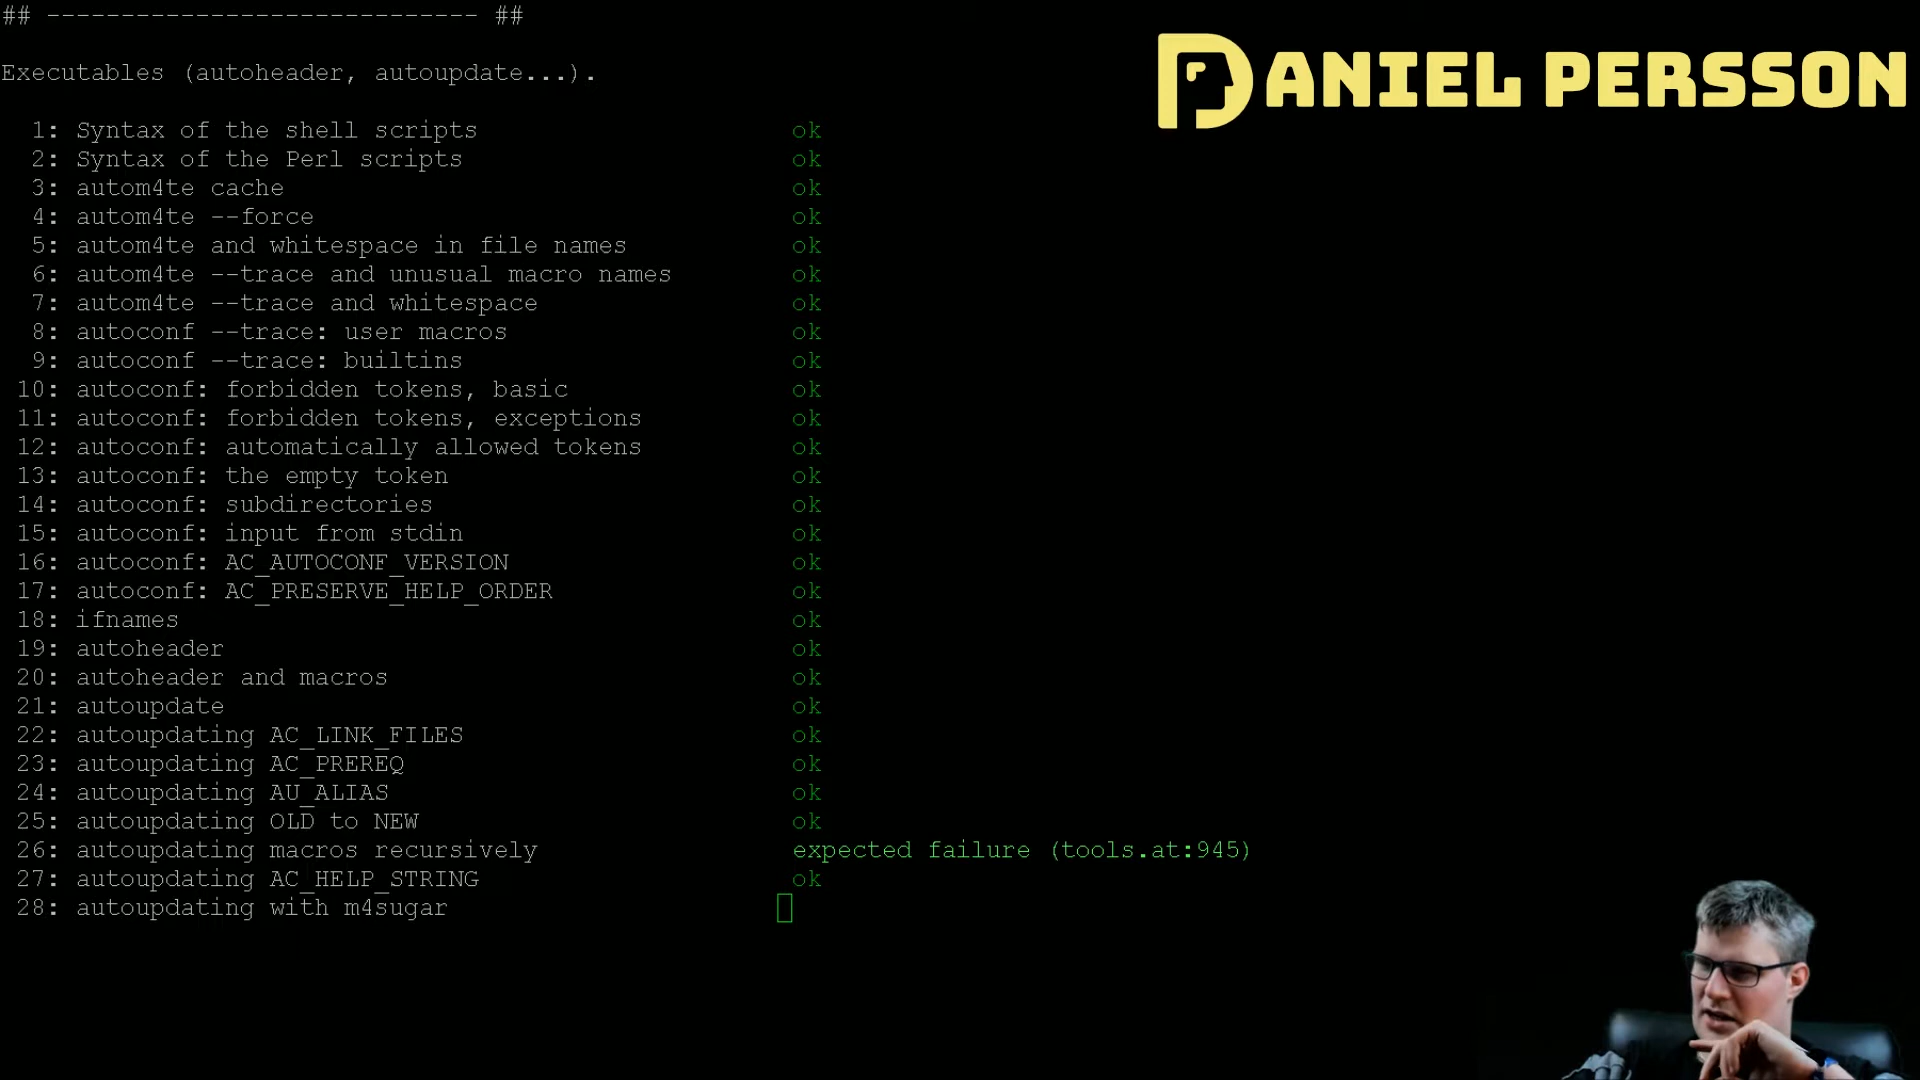 ## ----------------------------- ##
DANIEL PERSSON
Executables (autoheader, autoupdate...).
1: Syntax of the shell scripts ok
2: Syntax of the Perl scripts ok
3: autom4te cache ok
4: autom4te --force ok
5: autom4te and whitespace in file names ok
6: autom4te --trace and unusual macro names ok
7: autom4te --trace and whitespace ok
8: autoconf --trace: user macros ok
9: autoconf --trace: builtins ok
10: autoconf: forbidden tokens, basic ok
11: autoconf: forbidden tokens, exceptions ok
12: autoconf: automatically allowed tokens ok
13: autoconf: the empty token ok
14: autoconf: subdirectories ok
15: autoconf: input from stdin ok
16: autoconf: AC_AUTOCONF_VERSION ok
17: autoconf: AC_PRESERVE_HELP_ORDER ok
18: ifnames ok
19: autoheader ok
20: autoheader and macros ok
21: autoupdate ok
22: autoupdating AC_LINK_FILES ok
23: autoupdating AC_PREREQ ok
24: autoupdating AU_ALIAS ok
25: autoupdating OLD to NEW ok
26: autoupdating macros recursively expected failure (tools.at:945)
27: autoupdating AC_HELP_STRING ok
28: autoupdating with m4sugar